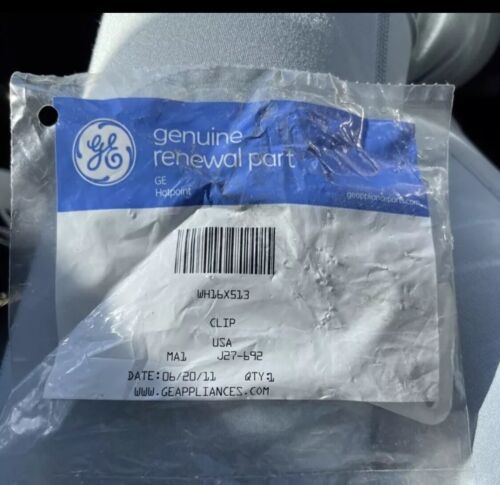 GE
genuine
renewal part
GE
Hotpoint
geapplianceparts.com
WH16X513
CLIP
USA
MA1 J27-692
DATE:06/20/11 QTY:1
WWW.GEAPPLIANCES.COM